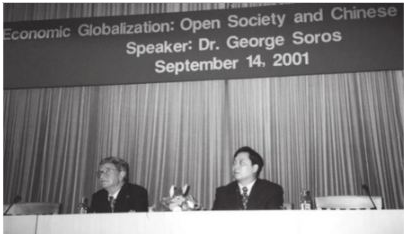 Economic Globalization: Open Society and Chinese
Speaker: Dr. George Soros
September 14, 2001